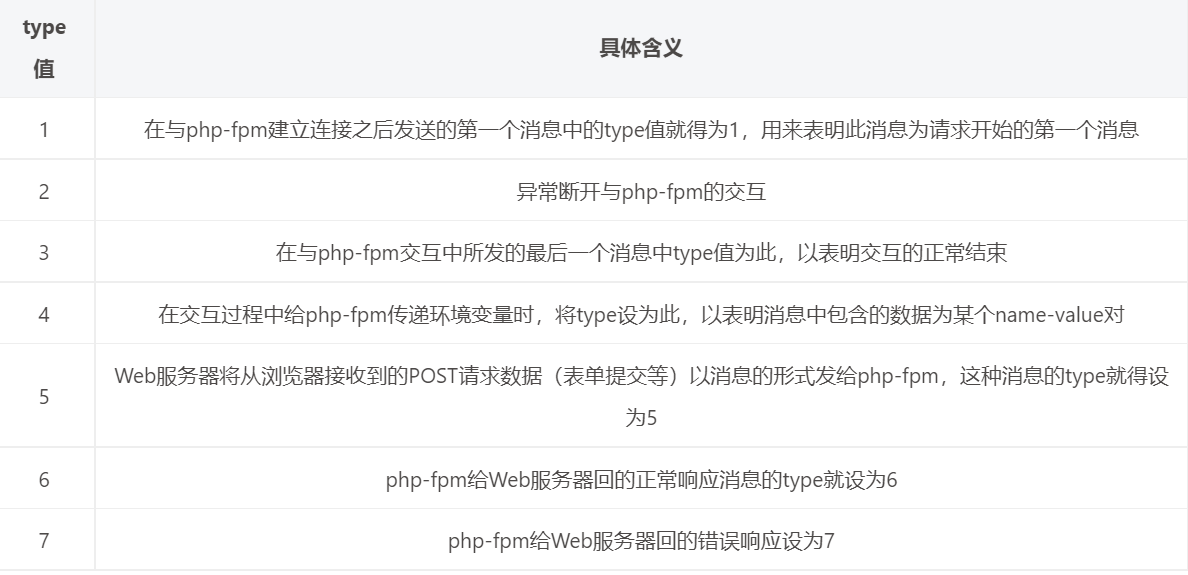 type
值
具体含义
1
在与php-fpm建立连接之后发送的第一个消息中的type值就得为1，用来表明此消息为请求开始的第一个消息
2
异常断开与php-fpm的交互
3
在与php-fpm交互中所发的最后一个消息中type值为此，以表明交互的正常结束
4
在交互过程中给php-fpm传递环境变量时，将type设为此，以表明消息中包含的数据为某个name-value对
5
Web服务器将从浏览器接收到的POST请求数据（表单提交等）以消息的形式发给php-fpm，这种消息的type就得设
为5
6
php-fpm给Web服务器回的正常响应消息的type就设为6
7
php-fpm给Web服务器回的错误响应设为7